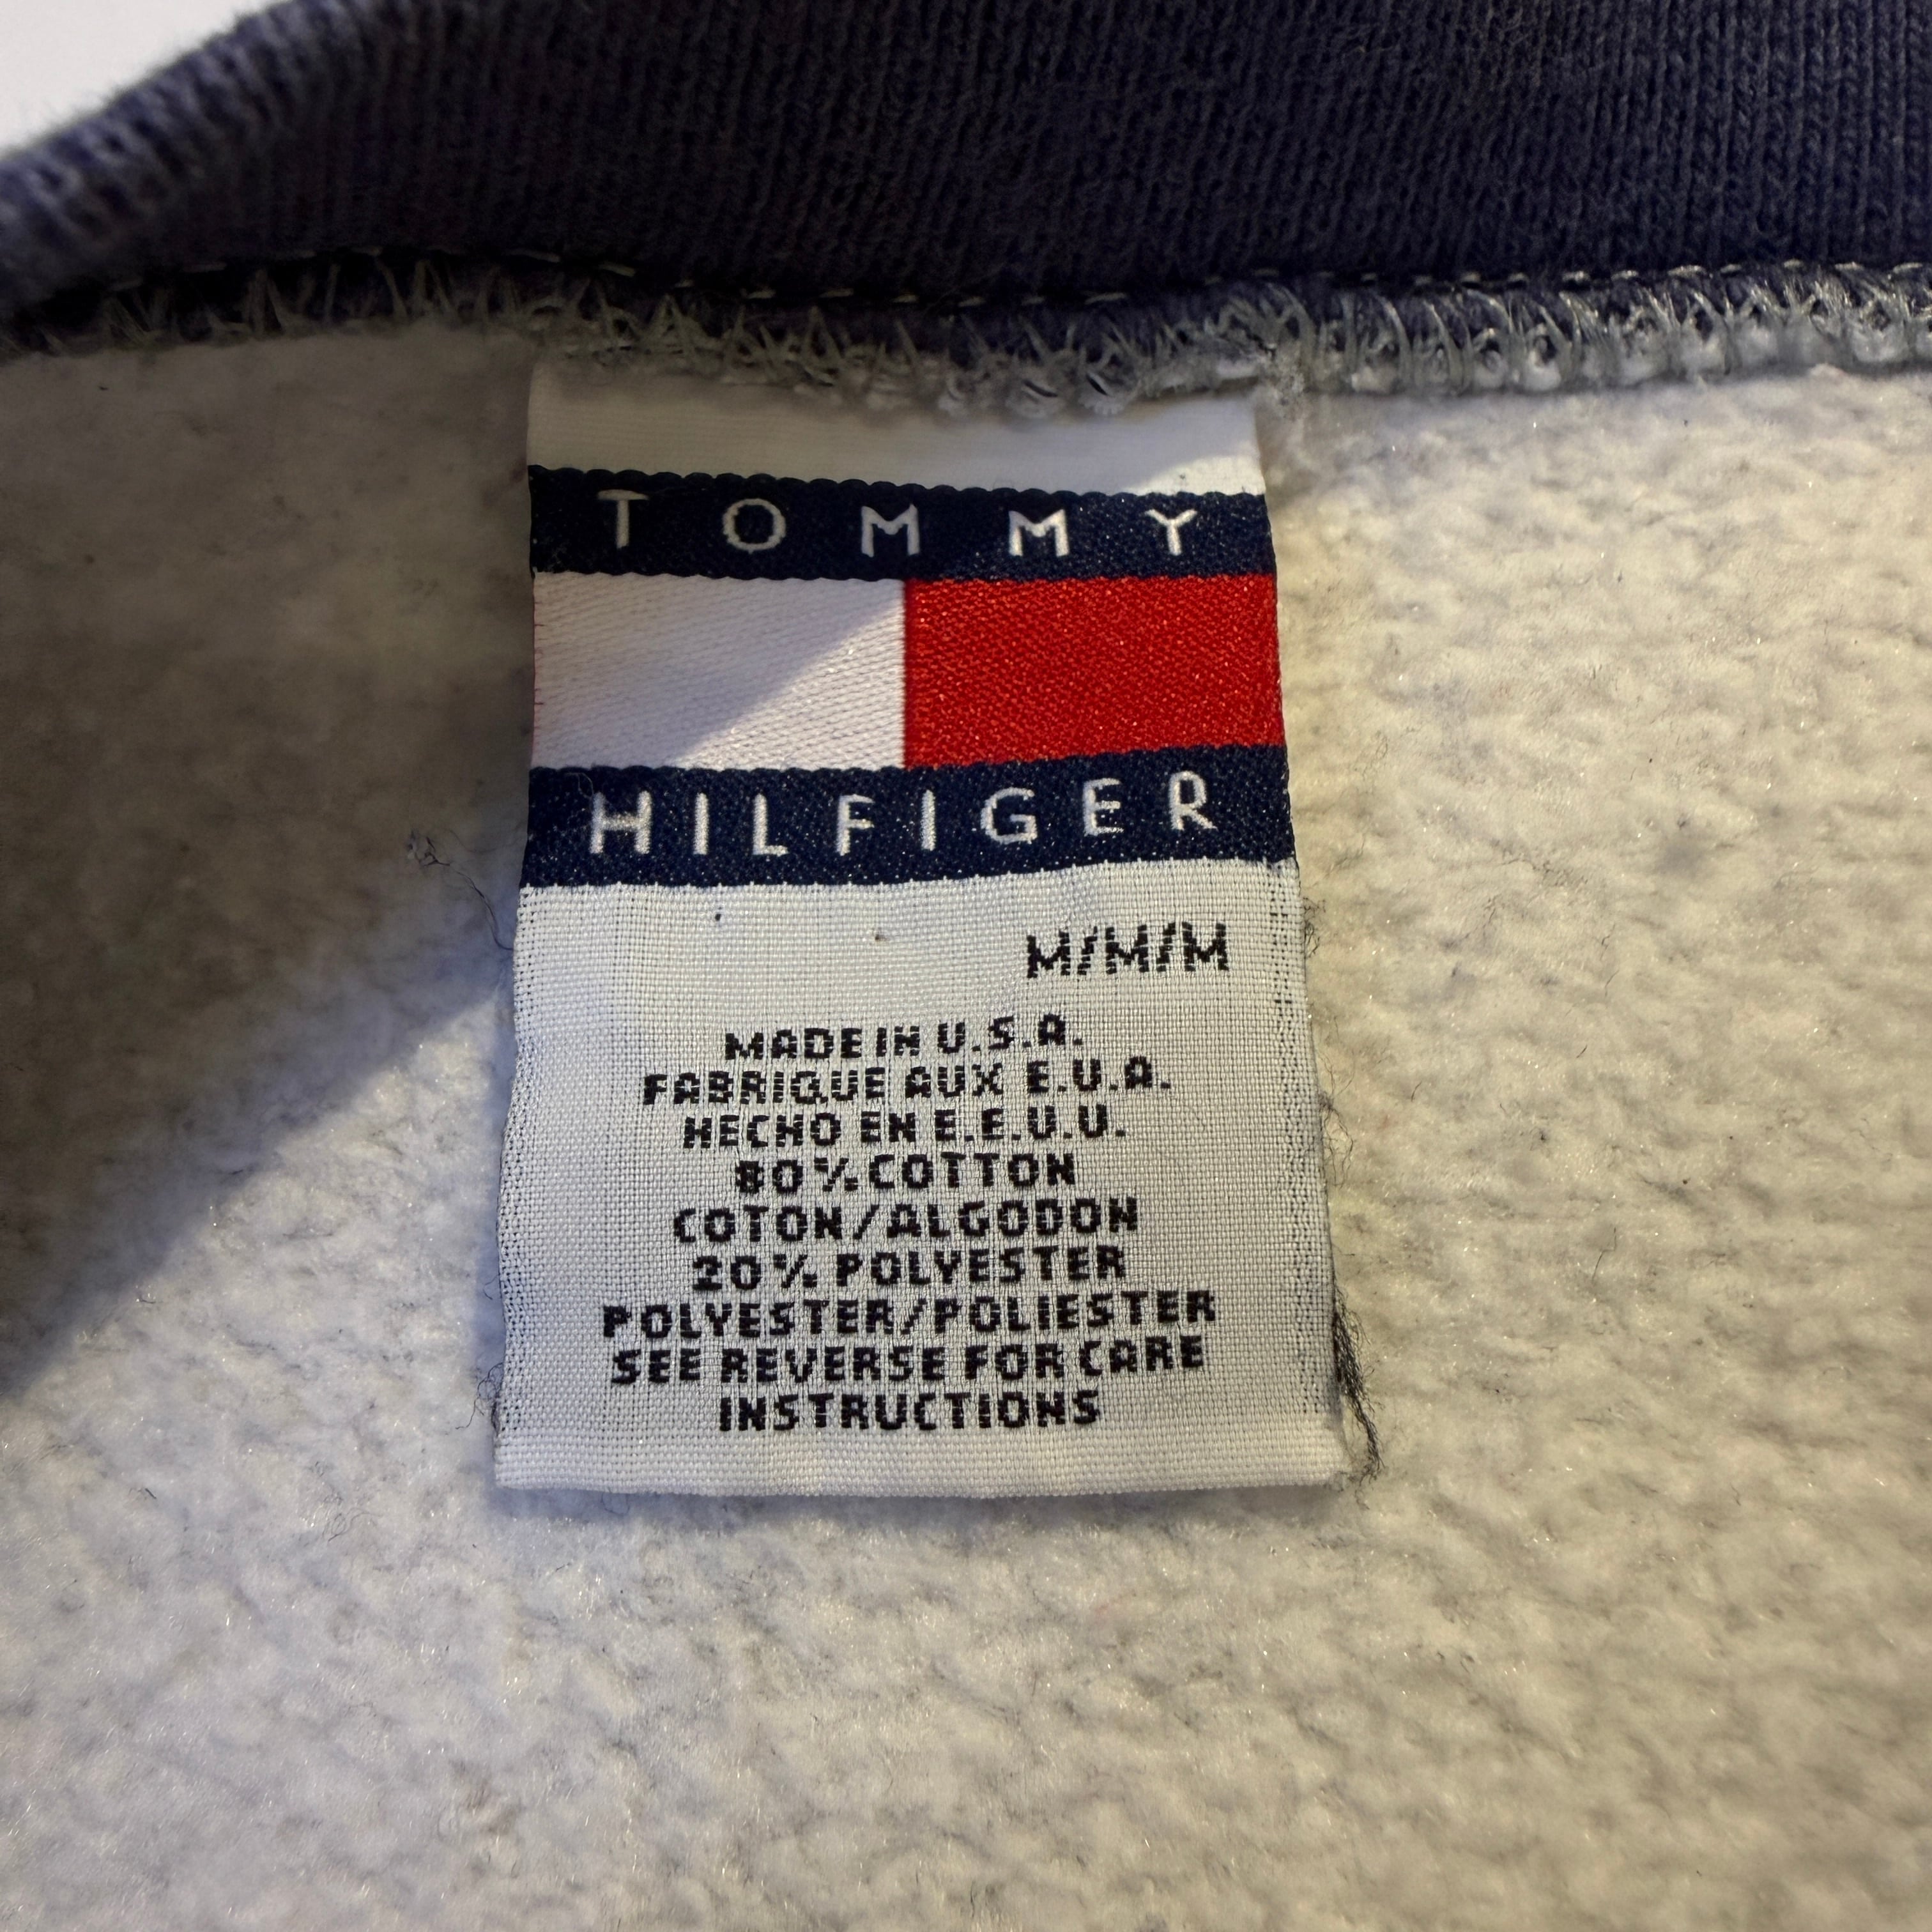 TOMMY
HILFIGER
M/M/M
MADE IN U.S.A.
FABRIQUE AUX E.U.A.
HECHO EN E.E.U.U.
80% COTTON
COTON/ALGODON
20% POLYESTER
POLYESTER/POLIESTER
SEE REVERSE FOR CARE
INSTRUCTIONS